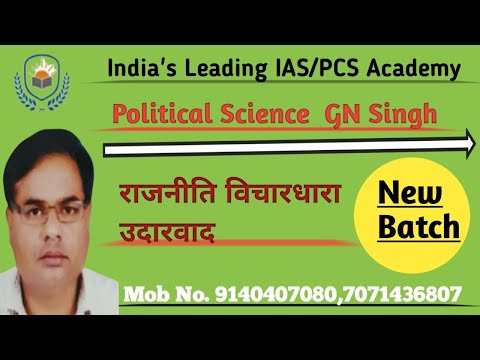 India's Leading IAS/PCS Academy
Political Science GN Singh
राजनीति विचारधारा
उदारवाद
New
Batch
Mob No. 9140407080,7071436807